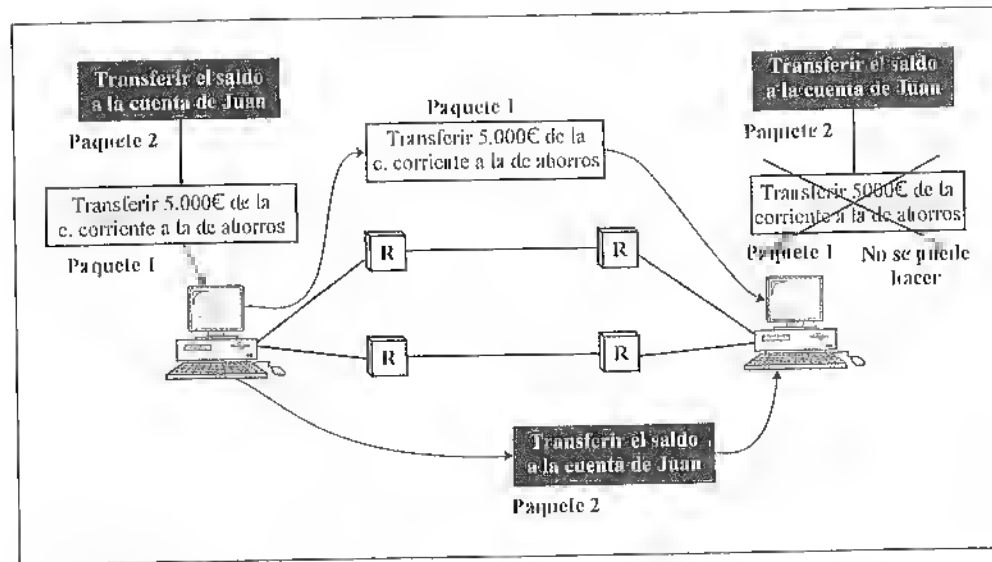 Transferir el saldo
a la cuenta de Juan
Paquete 2
Transferir 5.000€ de la
c. corriente a la de ahorros
Paquete 1
Paquete 1
Transferir 5.000€ de la
c. corriente a la de ahorros
R
R
R
R
Transferir el saldo
a la cuenta de Juan
Paquete 2
Transferir el saldo
a la cuenta de Juan
Paquete 2
Transferir 5000€ de la
corriente a la de ahorros
Paquete 1
No se puede
hacer